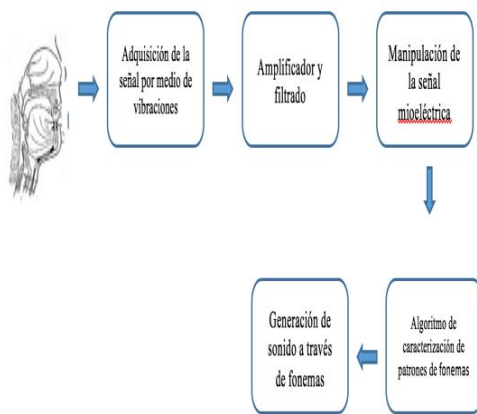 Adquisición de la
señal por medio de
vibraciones
Amplificador y
filtrado
Manipulación de
la señal
mioeléctrica
Algoritmo de
caracterización de
patrones de fonemas
Generación de
sonido a través
de fonemas